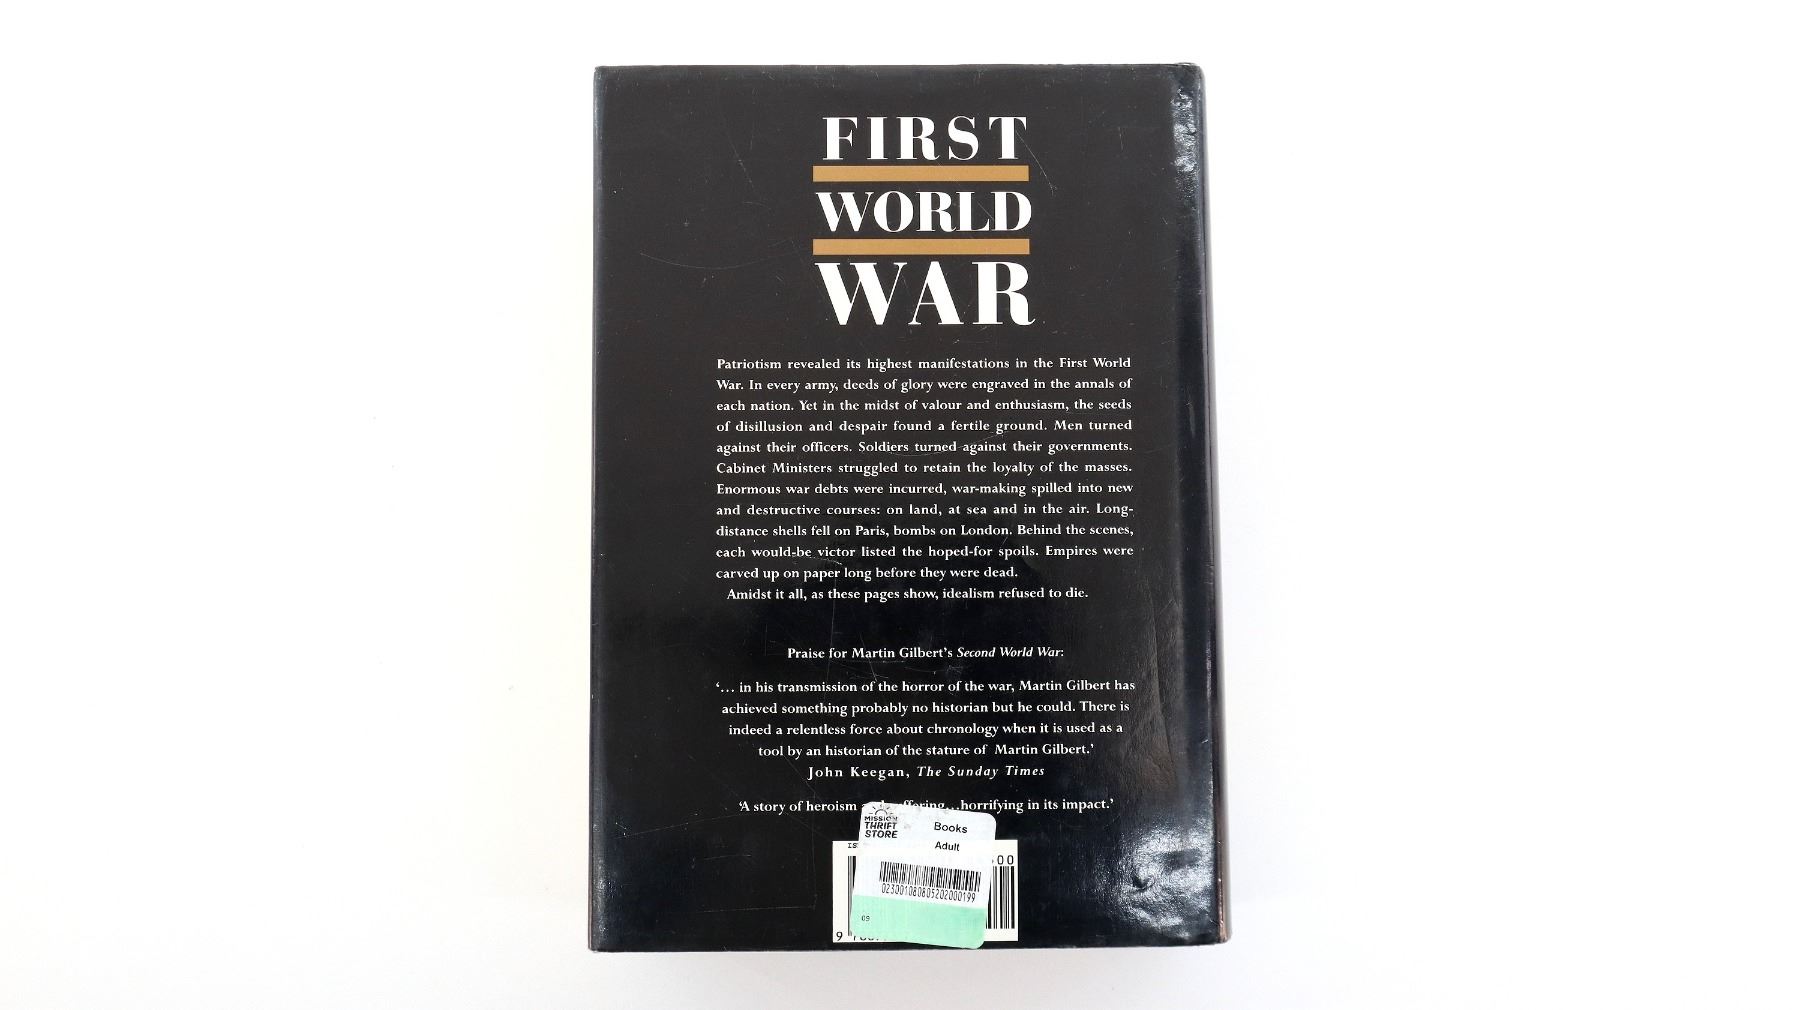 FIRST
WORLD
WAR
Patriotism revealed its highest manifestations in the First World
War. In every army, deeds of glory were engraved in the annals of
each nation. Yet in the midst of valour and enthusiasm, the seeds
of disillusion and despair found a fertile ground. Men turned
against their officers. Soldiers turned against their governments.
Cabinet Ministers struggled to retain the loyalty of the masses.
Enormous war debts were incurred, war-making spilled into new
and destructive courses: on land, at sea and in the air. Long-
distance shells fell on Paris, bombs on London. Behind the scenes,
each would-be victor listed the hoped-for spoils. Empires were
carved up on paper long before they were dead.
Amidst it all, as these pages show, idealism refused to die.
Praise for Martin Gilbert's Second World War:
‘… in his transmission of the horror of the war, Martin Gilbert has
achieved something probably no historian but he could. There is
indeed a relentless force about chronology when it is used as a
tool by an historian of the stature of Martin Gilbert.’
John Keegan, The Sunday Times
‘A story of heroism …horrifying in its impact.’
MISSION
THRIFT
STORE
Books
Adult
02300108080520200019​9
09